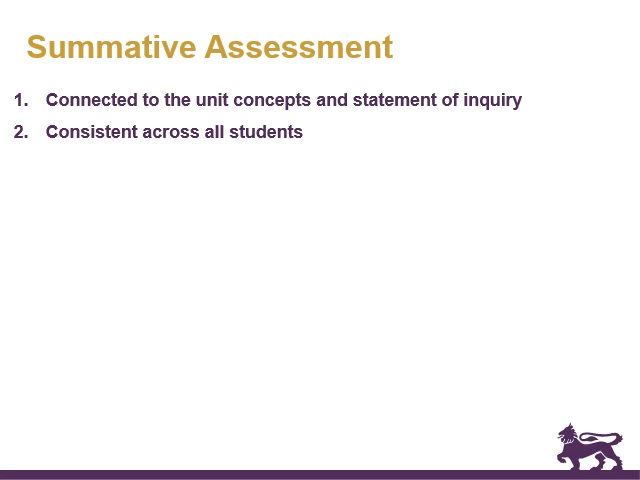 Summative Assessment
1. Connected to the unit concepts and statement of inquiry
2. Consistent across all students